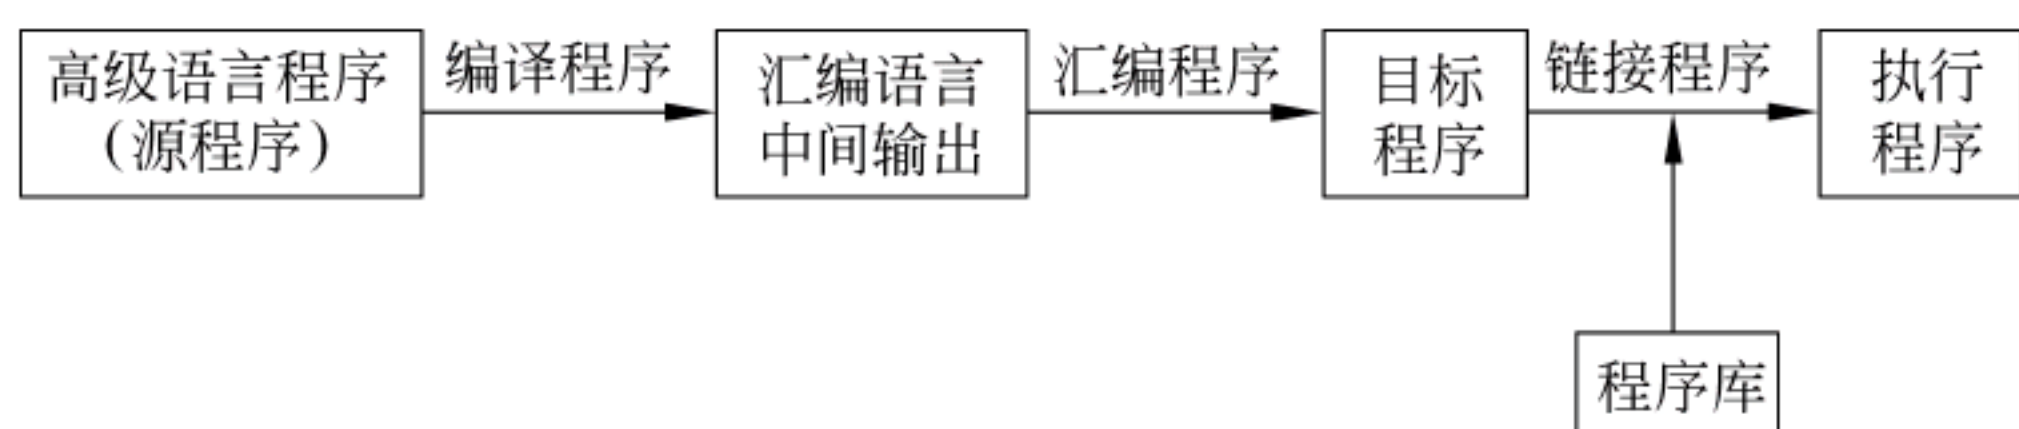 高级语言程序
（源程序）
编译程序
汇编语言
中间输出
汇编程序
目标
程序
链接程序
执行
程序
程序库